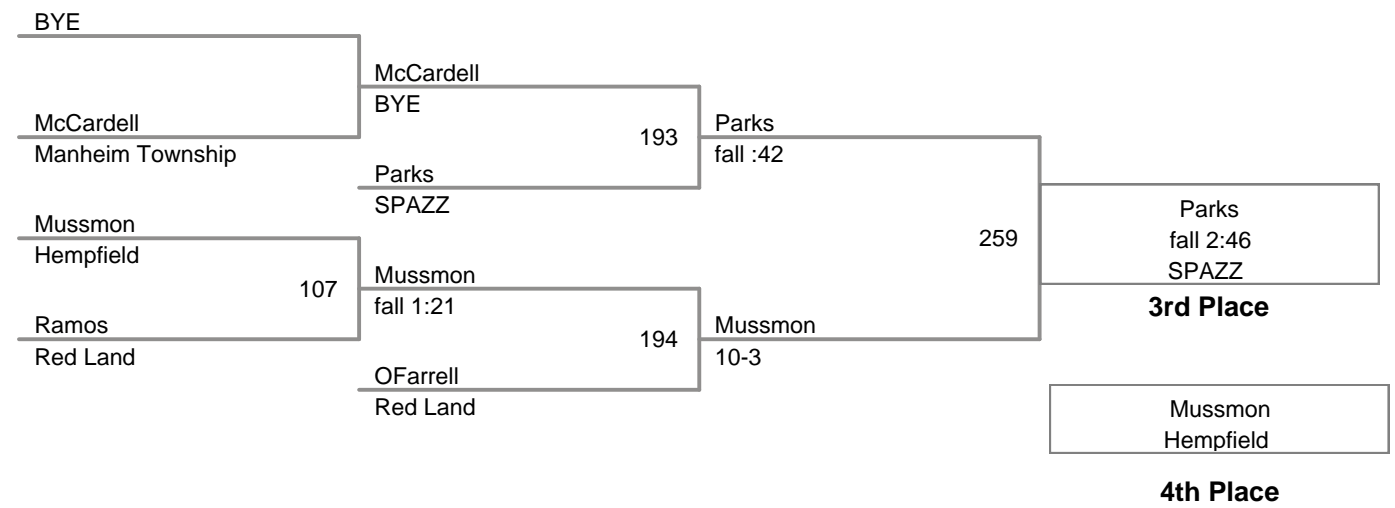 BYE
McCardell
Manheim Township
Mussmon
Hempfield
107
Ramos
Red Land
McCardell
BYE
193
Parks
SPAZZ
Mussmon
fall 1:21
194
OFarrell
Red Land
Parks
fall :42
259
Mussmon
10-3
Parks
fall 2:46
SPAZZ
3rd Place
Mussmon
Hempfield
4th Place